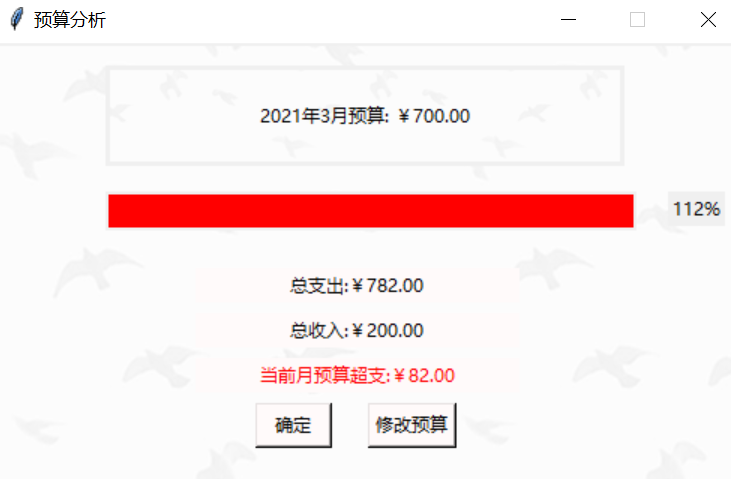 预算分析
2021年3月预算: ￥700.00
112%
总支出:￥782.00
总收入:￥200.00
当前月预算超支:￥82.00
确定
修改预算